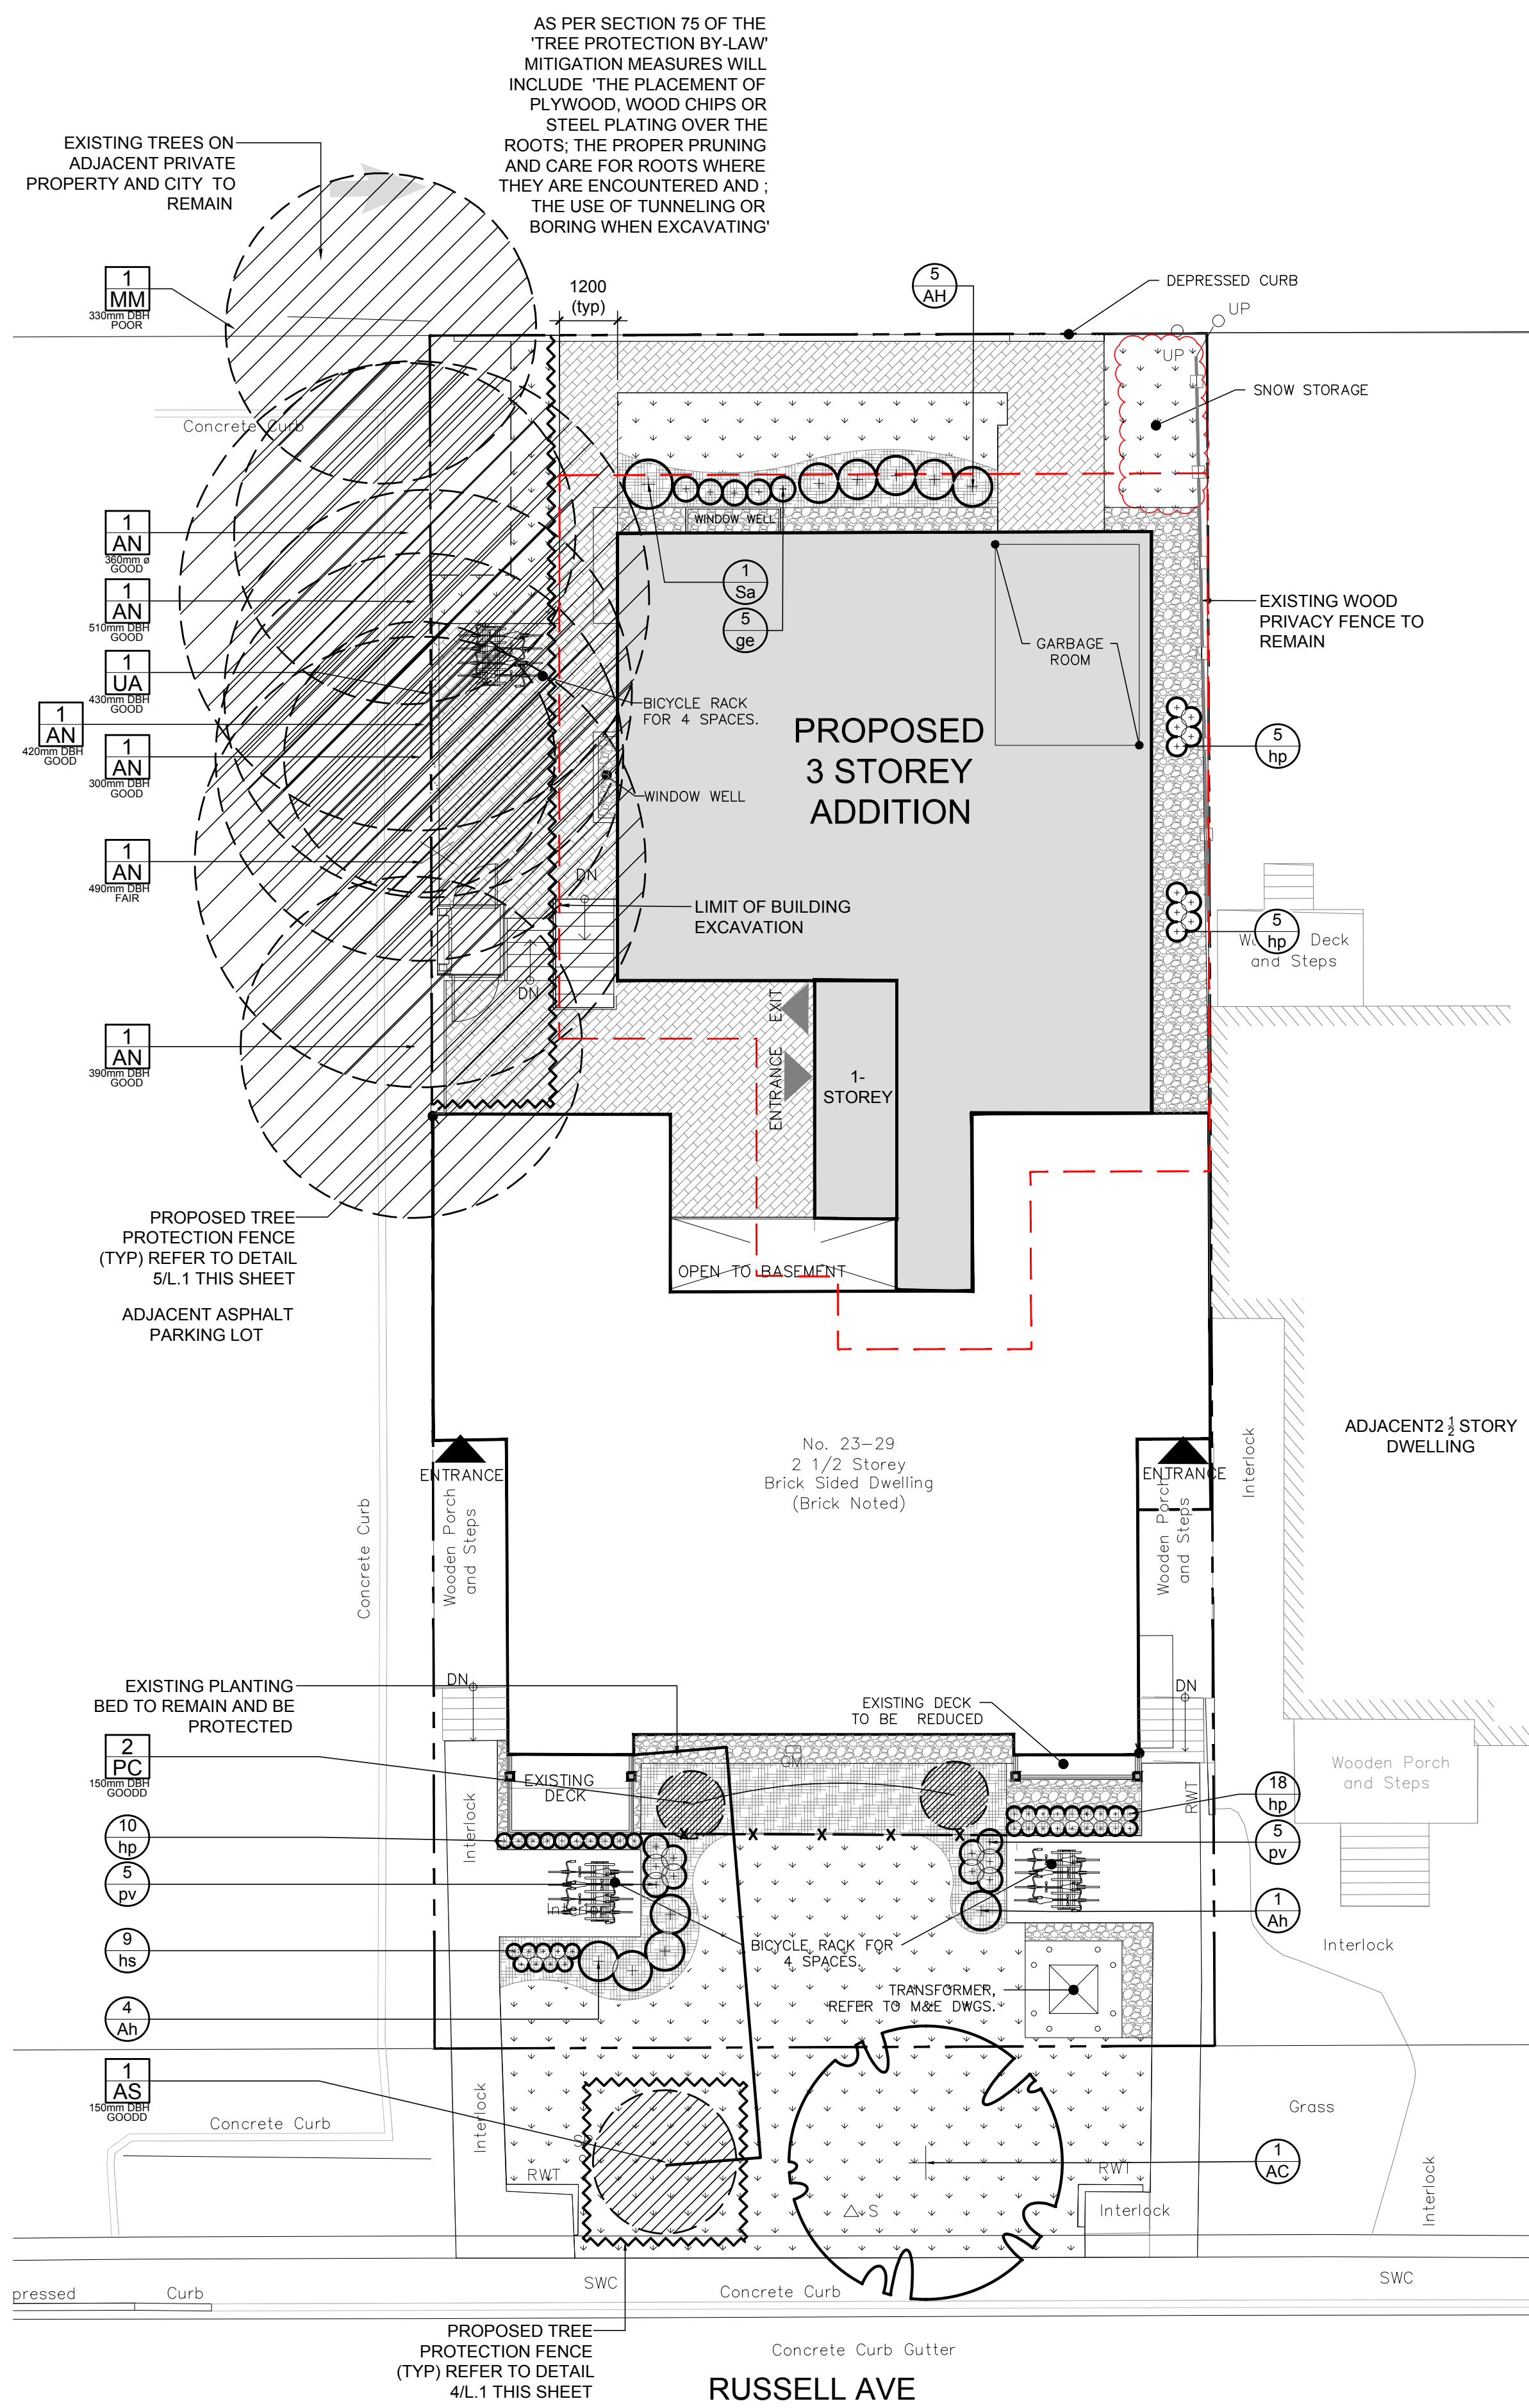 AS PER SECTION 75 OF THE
'TREE PROTECTION BY-LAW'
MITIGATION MEASURES WILL
INCLUDE 'THE PLACEMENT OF
PLYWOOD, WOOD CHIPS OR
STEEL PLATING OVER THE
ROOTS; THE PROPER PRUNING
AND CARE FOR ROOTS WHERE
THEY ARE ENCOUNTERED AND ;
THE USE OF TUNNELING OR
BORING WHEN EXCAVATING'
EXISTING TREES ON
ADJACENT PRIVATE
PROPERTY AND CITY TO
REMAIN
1
MM
330mm DBH
POOR
1200
(typ)
5
AH
DEPRESSED CURB
UP
UP
SNOW STORAGE
Concrete Curb
1
AN
360mm ø
GOOD
WINDOW WELL
1
Sa
5
ge
1
AN
510mm DBH
GOOD
EXISTING WOOD
PRIVACY FENCE TO
REMAIN
GARBAGE
ROOM
1
UA
430mm DBH
GOOD
BICYCLE RACK
FOR 4 SPACES.
1
AN
420mm DBH
GOOD
1
AN
300mm DBH
GOOD
PROPOSED
3 STOREY
ADDITION
5
hp
WINDOW WELL
1
AN
490mm DBH
FAIR
DN
LIMIT OF BUILDING
EXCAVATION
5
hp
Deck
and Steps
DN
EXIT
ENTRANCE
1
AN
390mm DBH
GOOD
1-
STOREY
PROPOSED TREE
PROTECTION FENCE
(TYP) REFER TO DETAIL
5/L.1 THIS SHEET
OPEN TO BASEMENT
ADJACENT ASPHALT
PARKING LOT
ADJACENT2 1/2 STORY
DWELLING
No. 23-29
2 1/2 Storey
Brick Sided Dwelling
(Brick Noted)
ENTRANCE
ENTRANCE
Interlock
Concrete Curb
Wooden Porch
and Steps
Wooden Porch
and Steps
DN
DN
EXISTING PLANTING
BED TO REMAIN AND BE
PROTECTED
EXISTING DECK
TO BE REDUCED
2
PC
150mm DBH
GOODD
GM
EXISTING
DECK
Wooden Porch
and Steps
RWT
18
hp
Interlock
10
hp
5
pv
5
pv
Interlock
1
Ah
9
hs
BICYCLE RACK FOR
4 SPACES.
Interlock
TRANSFORMER,
REFER TO M&E DWGS.
4
Ah
1
AS
150mm DBH
GOODD
Concrete Curb
Interlock
Grass
RWT
RWT
1
AC
S
Interlock
Interlock
SWC
SWC
pressed
Curb
Concrete Curb
PROPOSED TREE
PROTECTION FENCE
(TYP) REFER TO DETAIL
4/L.1 THIS SHEET
Concrete Curb Gutter
RUSSELL AVE